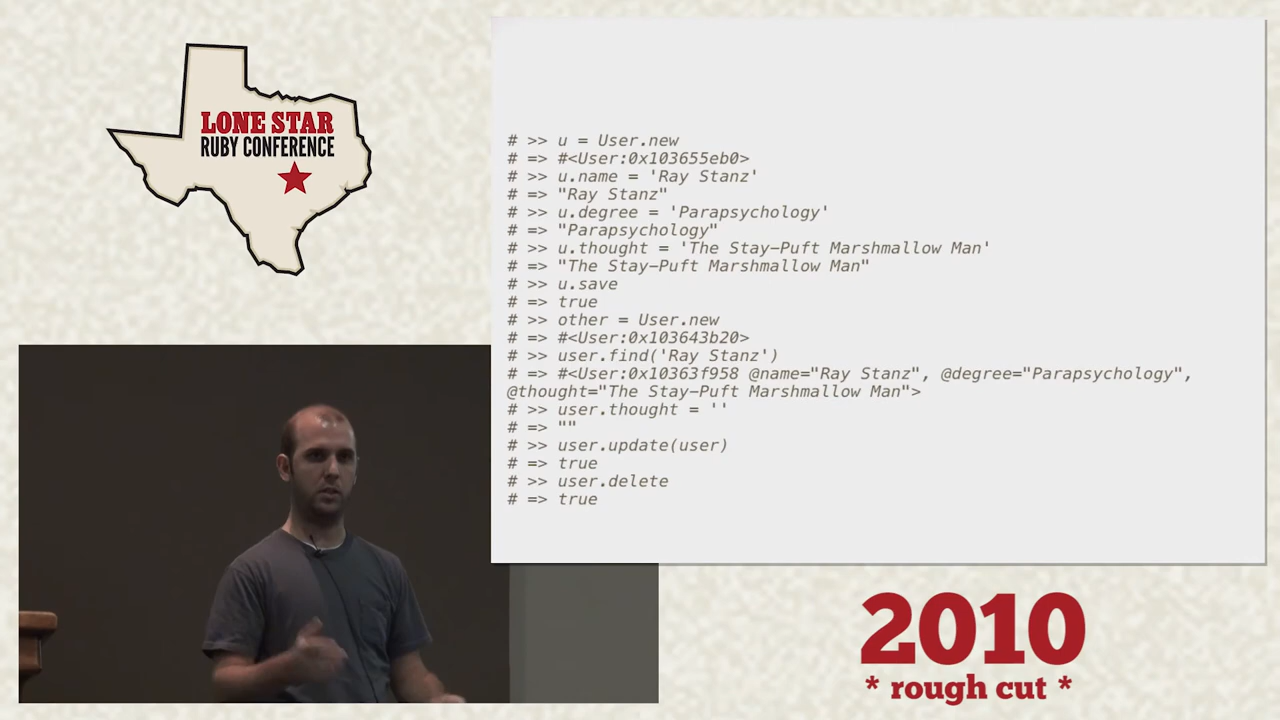 LONE STAR
RUBY CONFERENCE
# >> u = User.new
# => #<User:0x103655eb0>
# >> u.name = 'Ray Stanz'
# => "Ray Stanz"
# >> u.degree = 'Parapsychology'
# => "Parapsychology"
# >> u.thought = 'The Stay-Puft Marshmallow Man'
# => "The Stay-Puft Marshmallow Man"
# >> u.save
# => true
# >> other = User.new
# => #<User:0x103643b20>
# >> user.find('Ray Stanz')
# => #<User:0x10363f958 @name="Ray Stanz", @degree="Parapsychology",
@thought="The Stay-Puft Marshmallow Man">
# >> user.thought = ''
# => ""
# >> user.update(user)
# => true
# >> user.delete
# => true
2010
* rough cut *